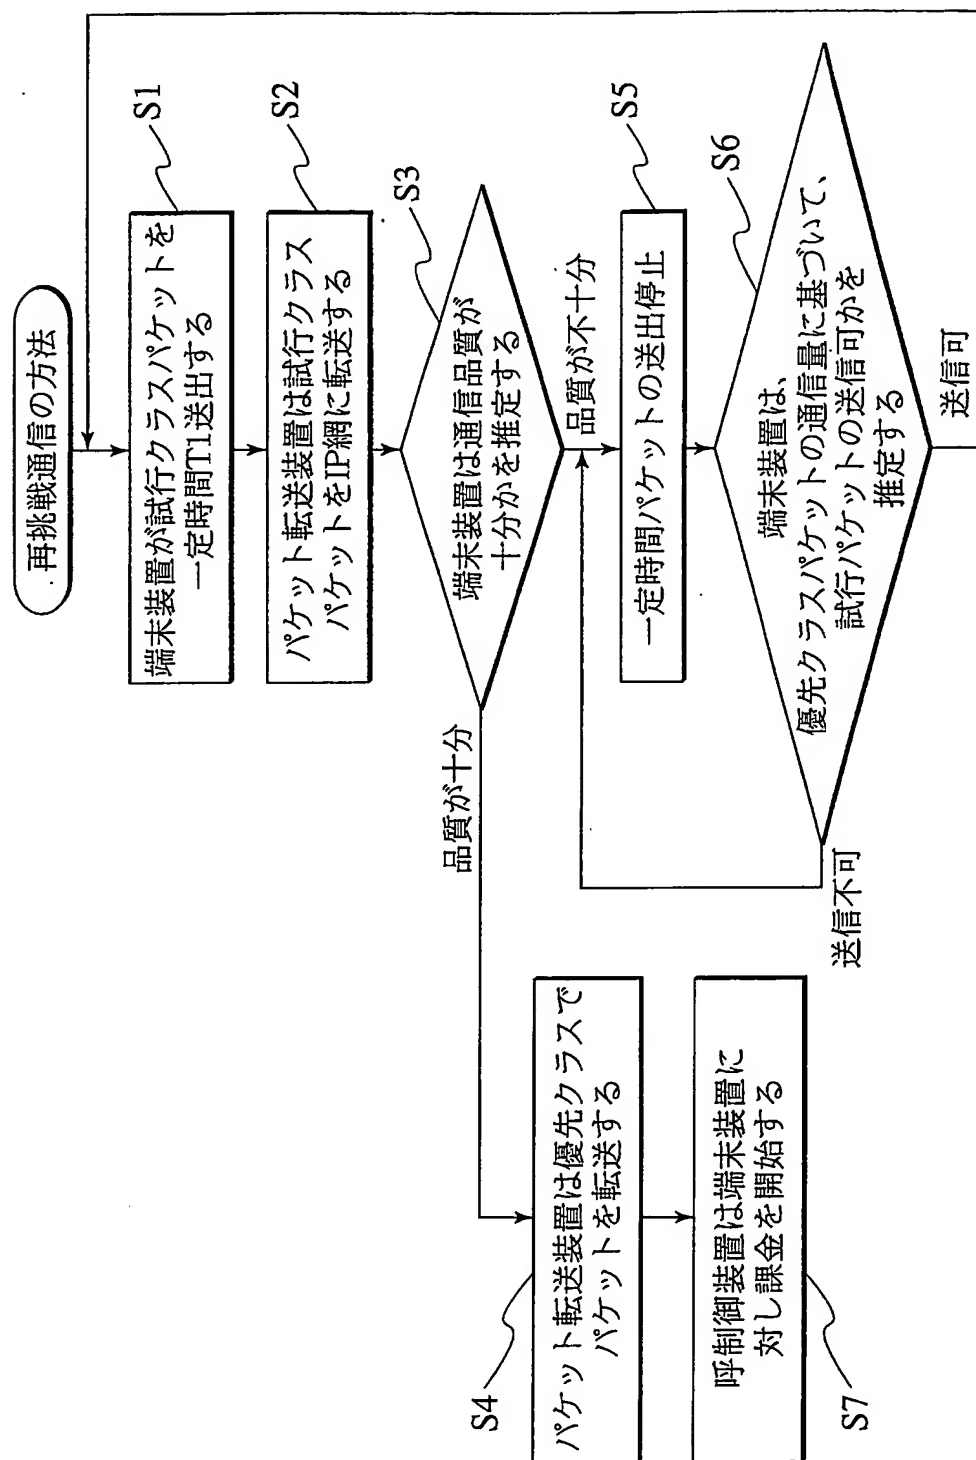 再挑戦通信の方法
端末装置が試行クラスパケットを
一定時間T1送出する
S1
パケット転送装置は試行クラス
パケットをIP網に転送する
S2
端末装置は通信品質が
十分かを推定する
S3
品質が十分
品質が不十分
パケット転送装置は優先クラスで
パケットを転送する
S4
一定時間パケットの送出停止
S5
端末装置は、
優先クラスパケットの通信量に基づいて、
試行パケットの送信可かを
推定する
S6
送信不可
送信可
呼制御装置は端末装置に
対し課金を開始する
S7